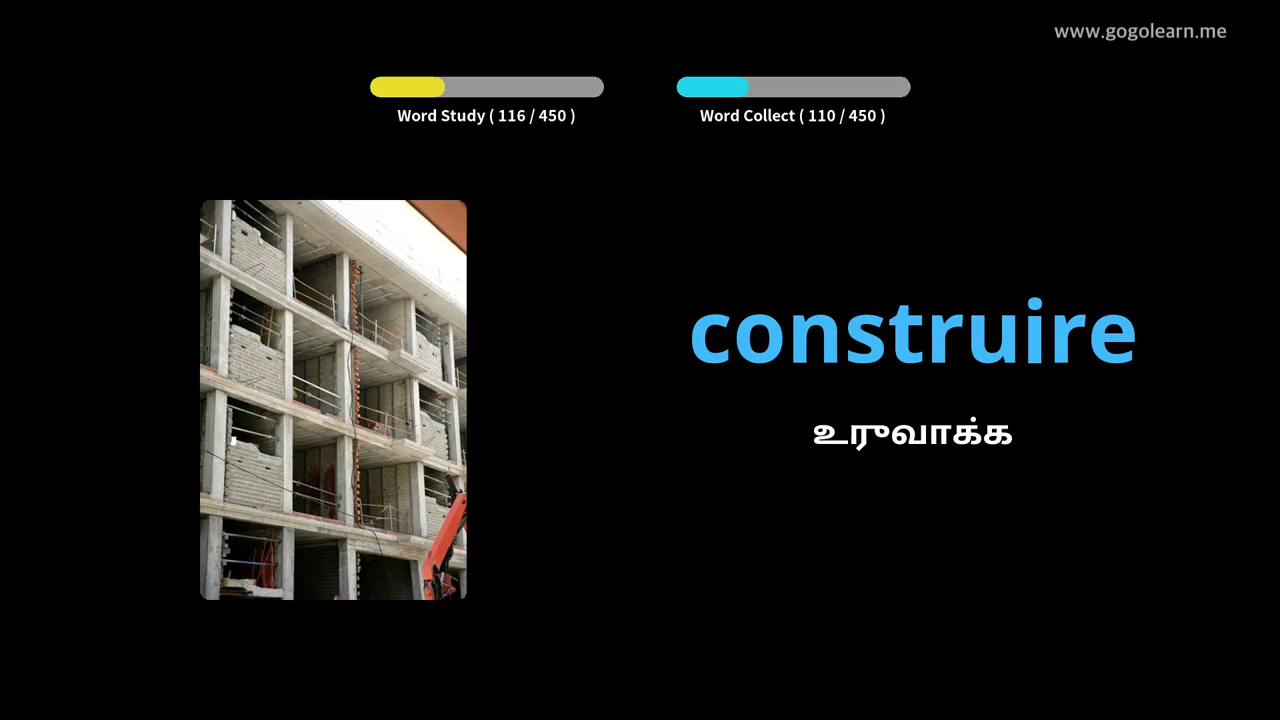 www.gogolearn.me
Word Study ( 116 / 450 )
Word Collect ( 110 / 450 )
construire
உருவாக்க